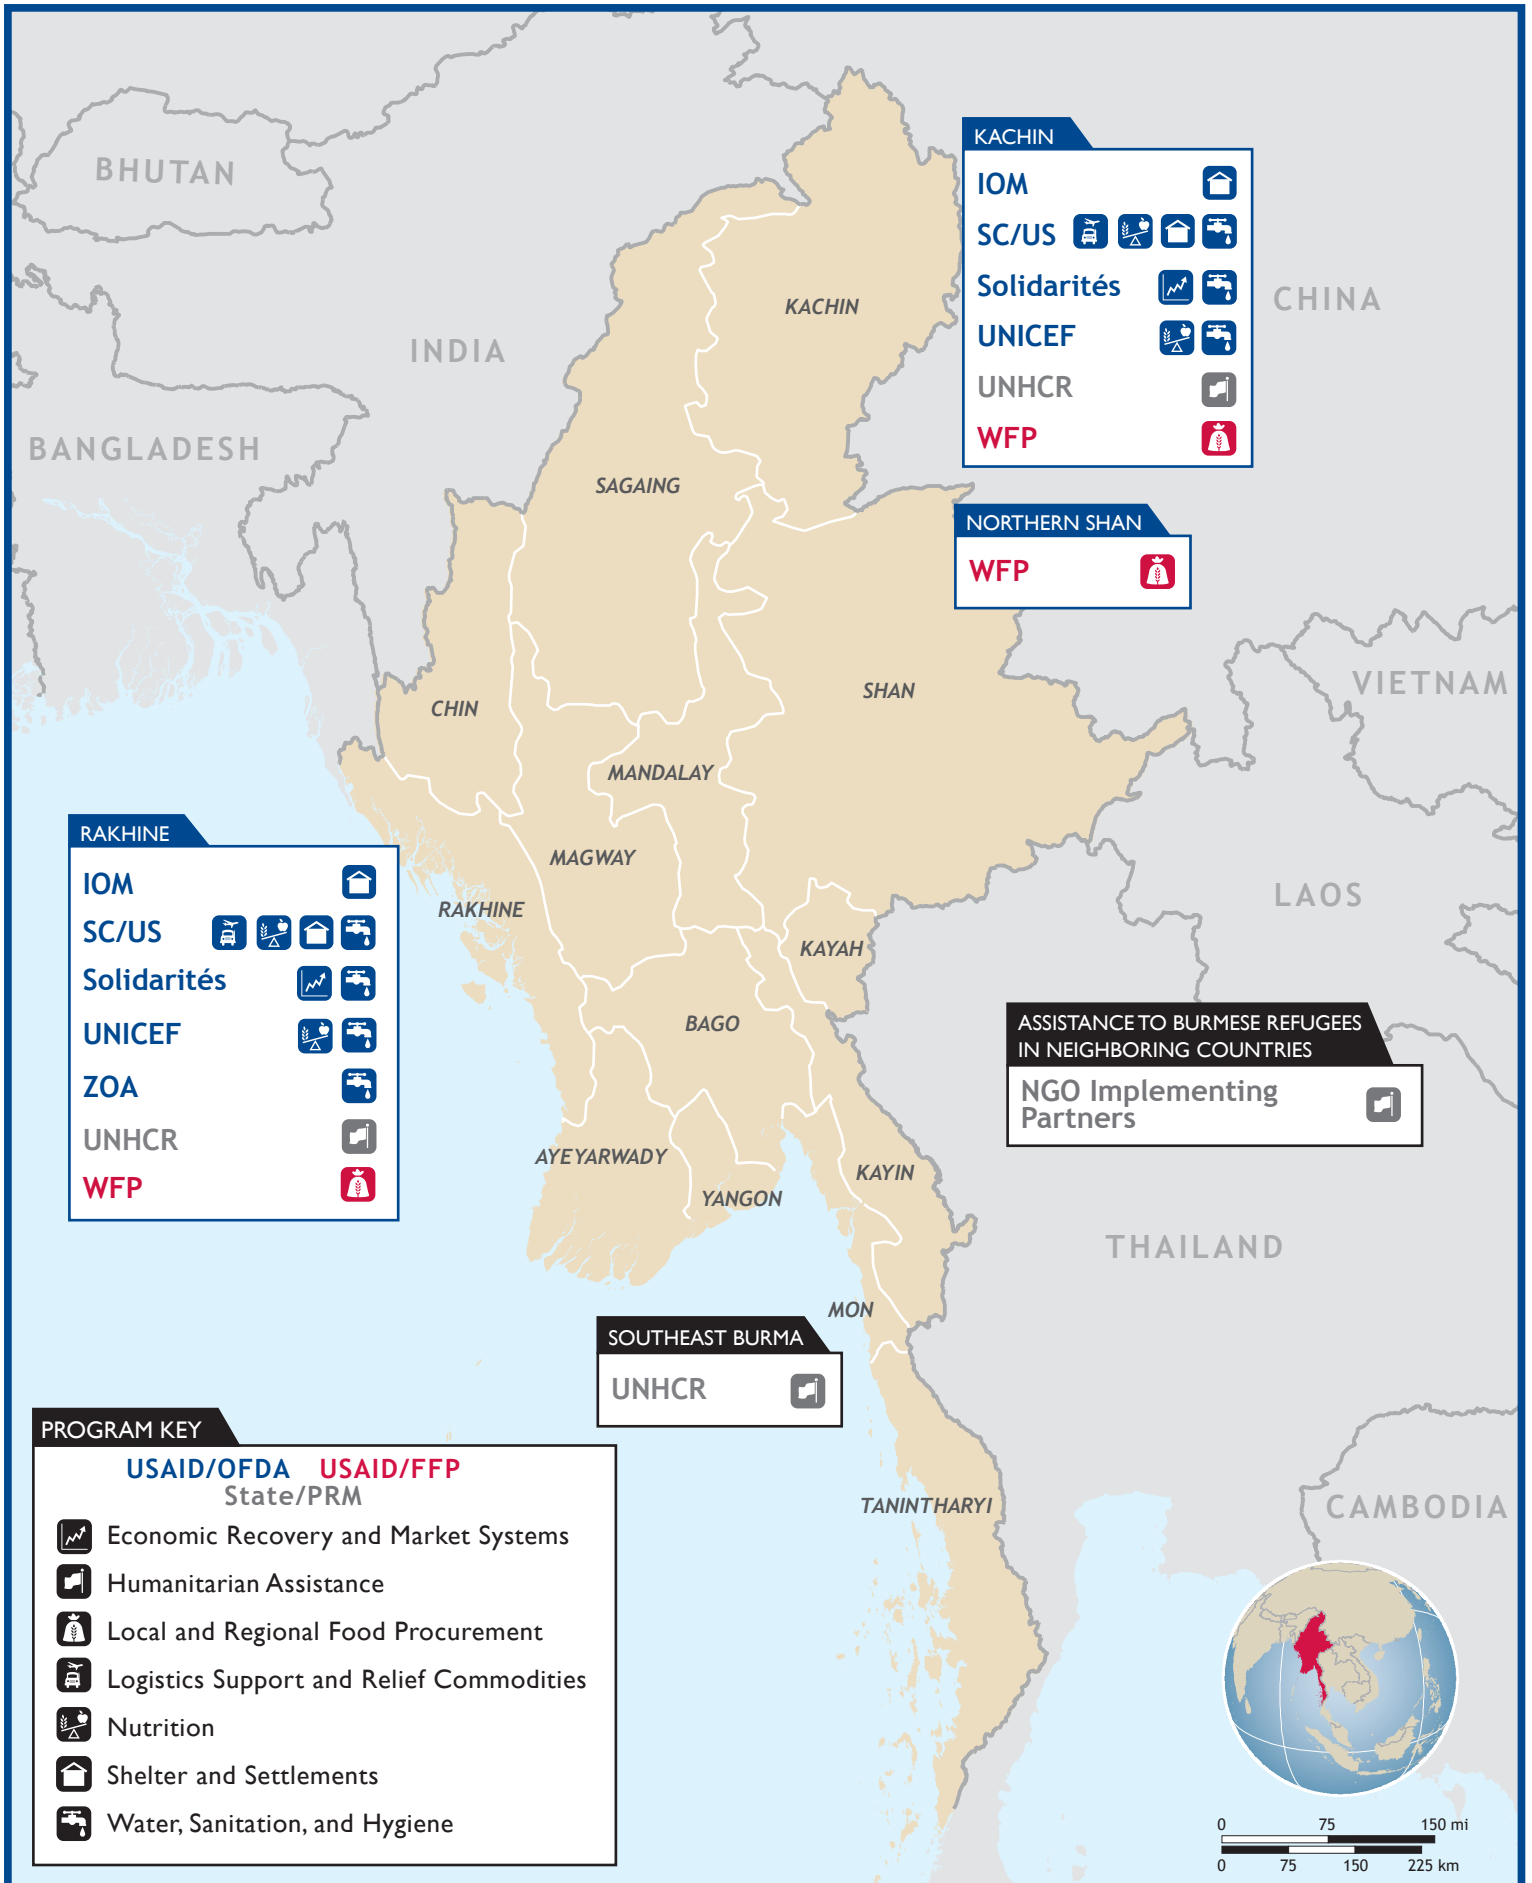 BHUTAN
INDIA
BANGLADESH
CHINA
KACHIN
SAGAING
CHIN
SHAN
MANDALAY
MAGWAY
RAKHINE
KAYAH
BAGO
AYEYARWADY
YANGON
KAYIN
MON
TANINTHARYI
VIETNAM
LAOS
THAILAND
CAMBODIA
KACHIN
IOM
SC/US
Solidarités
UNICEF
UNHCR
WFP
NORTHERN SHAN
WFP
RAKHINE
IOM
SC/US
Solidarités
UNICEF
ZOA
UNHCR
WFP
ASSISTANCE TO BURMESE REFUGEES
IN NEIGHBORING COUNTRIES
NGO Implementing
Partners
SOUTHEAST BURMA
UNHCR
PROGRAM KEY
USAID/OFDA USAID/FFP
State/PRM
Economic Recovery and Market Systems
Humanitarian Assistance
Local and Regional Food Procurement
Logistics Support and Relief Commodities
Nutrition
Shelter and Settlements
Water, Sanitation, and Hygiene
0 75 150 mi
0 75 150 225 km